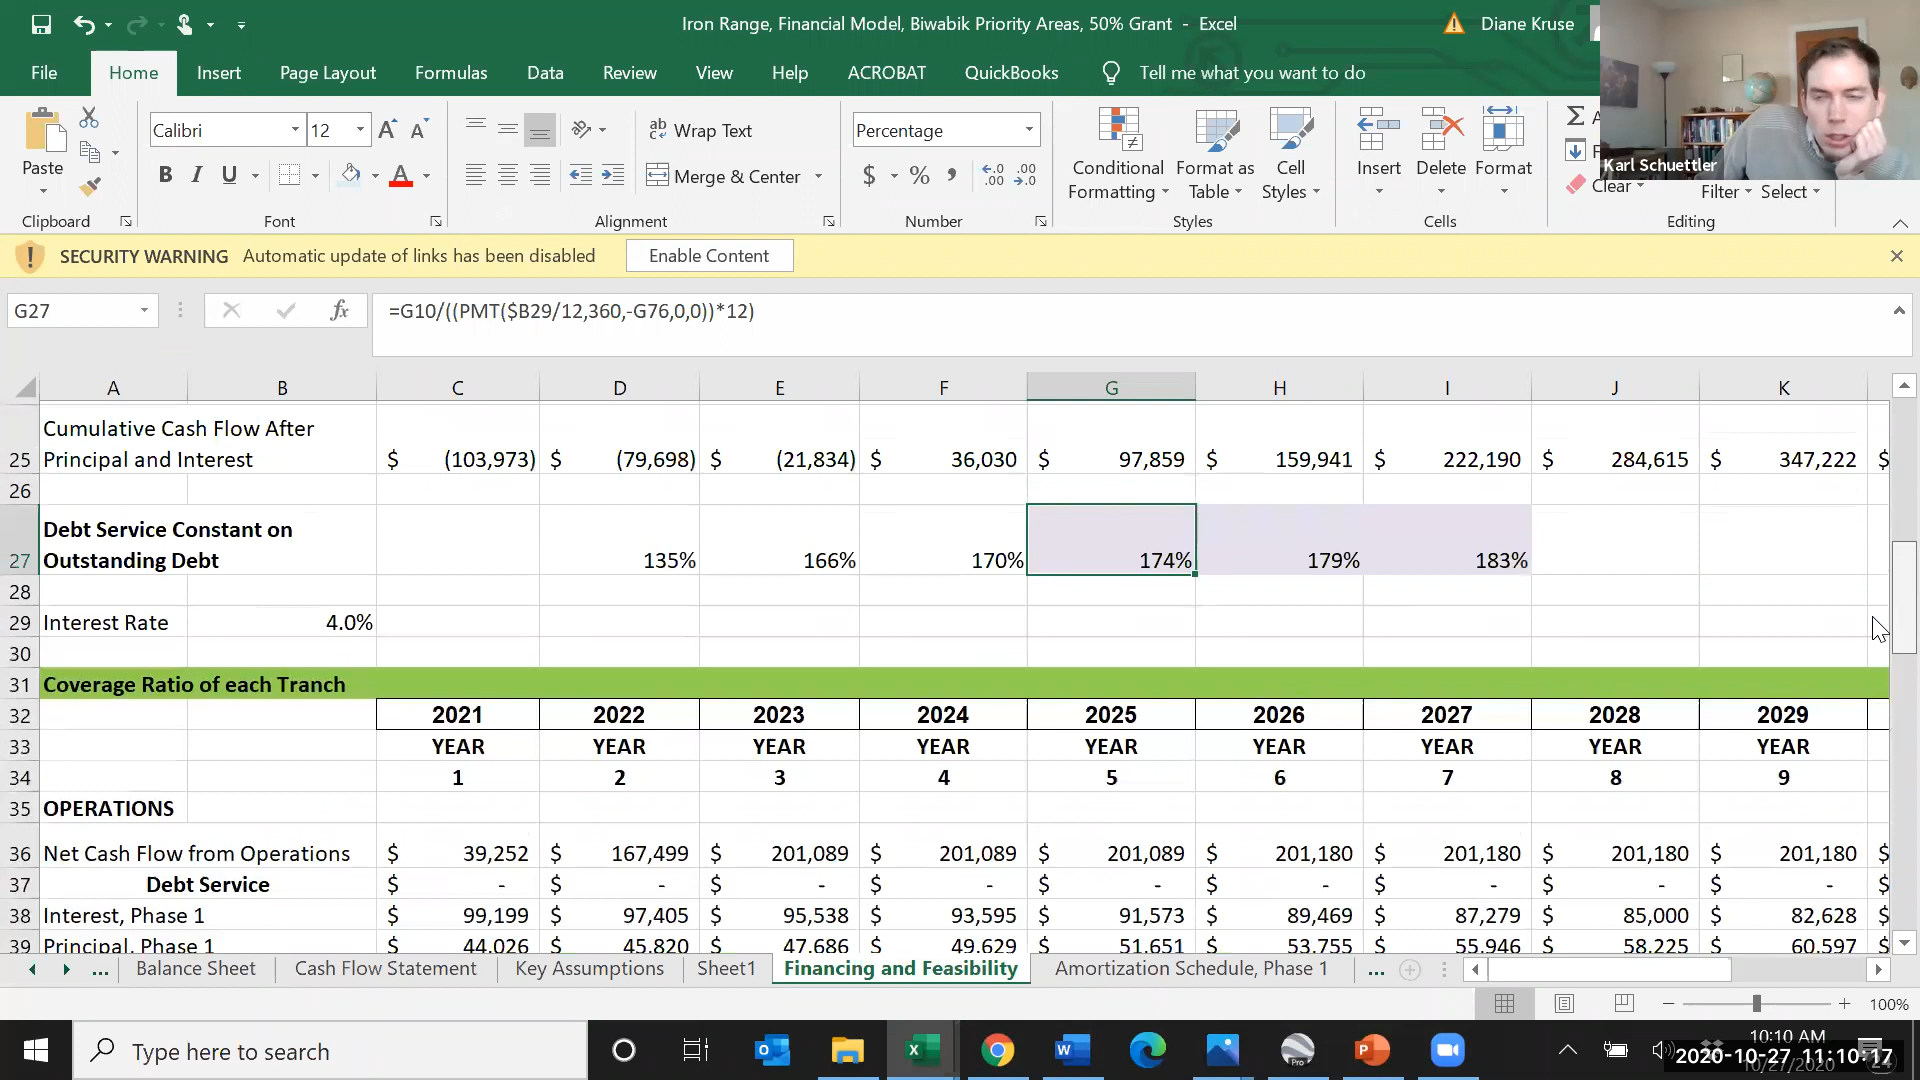 Iron Range, Financial Model, Biwabik Priority Areas, 50% Grant - Excel
Diane Kruse
File Home Insert Page Layout Formulas Data Review View Help ACROBAT QuickBooks Tell me what you want to do
Paste
Clipboard
Calibri 12
B I U
Font
Wrap Text
Merge & Center
Alignment
Percentage
$ %
Number
Conditional Formatting
Format as Table
Cell Styles
Styles
Insert Delete Format
Cells
Clear
Filter Select
Editing
Karl Schuettler
SECURITY WARNING Automatic update of links has been disabled Enable Content
G27 fx =G10/((PMT($B29/12,360,-G76,0,0))*12)
A B C D E F G H I J K
Cumulative Cash Flow After
25 Principal and Interest $ (103,973) $ (79,698) $ (21,834) $ 36,030 $ 97,859 $ 159,941 $ 222,190 $ 284,615 $ 347,222 $
26
Debt Service Constant on
27 Outstanding Debt 135% 166% 170% 174% 179% 183%
28
29 Interest Rate 4.0%
30
31 Coverage Ratio of each Tranch
32 2021 2022 2023 2024 2025 2026 2027 2028 2029
33 YEAR YEAR YEAR YEAR YEAR YEAR YEAR YEAR YEAR
34 1 2 3 4 5 6 7 8 9
35 OPERATIONS
36 Net Cash Flow from Operations $ 39,252 $ 167,499 $ 201,089 $ 201,089 $ 201,089 $ 201,180 $ 201,180 $ 201,180 $ 201,180 $
37 Debt Service $ - $ - $ - $ - $ - $ - $ - $ - $ - $
38 Interest, Phase 1 $ 99,199 $ 97,405 $ 95,538 $ 93,595 $ 91,573 $ 89,469 $ 87,279 $ 85,000 $ 82,628 $
39 Principal, Phase 1 $ 44,026 $ 45,820 $ 47,686 $ 49,629 $ 51,651 $ 53,755 $ 55,946 $ 58,225 $ 60,597 $
... Balance Sheet Cash Flow Statement Key Assumptions Sheet1 Financing and Feasibility Amortization Schedule, Phase 1 ...
100%
Type here to search
10:10 AM
10/27/2020
2020-10-27 11:10:17